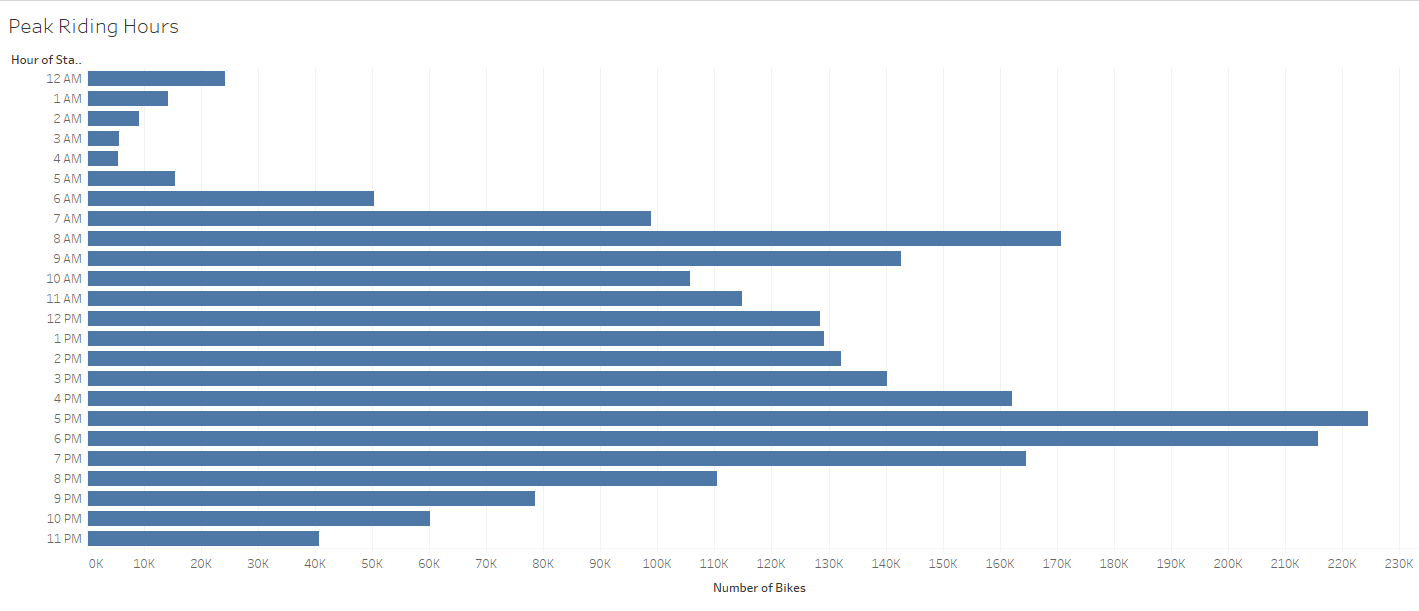 Peak Riding Hours
Hour of Sta..
12 AM
1 AM
2 AM
3 AM
4 AM
5 AM
6 AM
7 AM
8 AM
9 AM
10 AM
11 AM
12 PM
1 PM
2 PM
3 PM
4 PM
5 PM
6 PM
7 PM
8 PM
9 PM
10 PM
11 PM
0K 10K 20K 30K 40K 50K 60K 70K 80K 90K 100K 110K 120K 130K 140K 150K 160K 170K 180K 190K 200K 210K 220K 230K
Number of Bikes